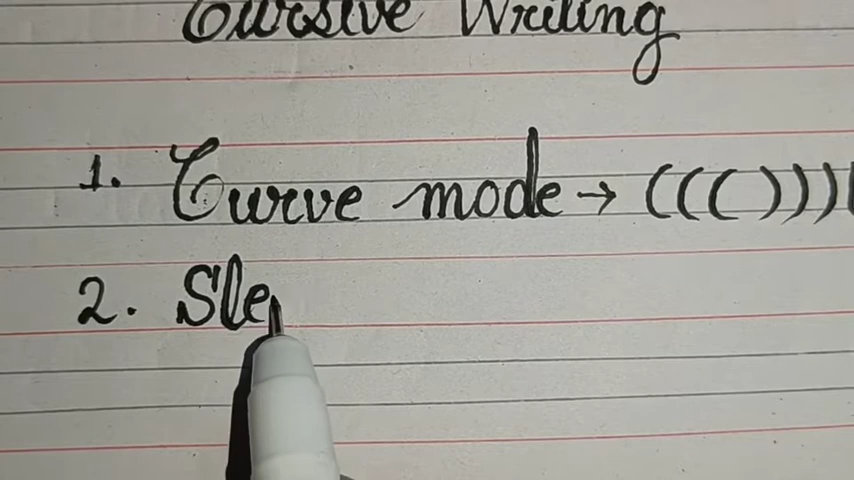 Cursive Writing
1. Curve mode → ((()))(
2. Sle